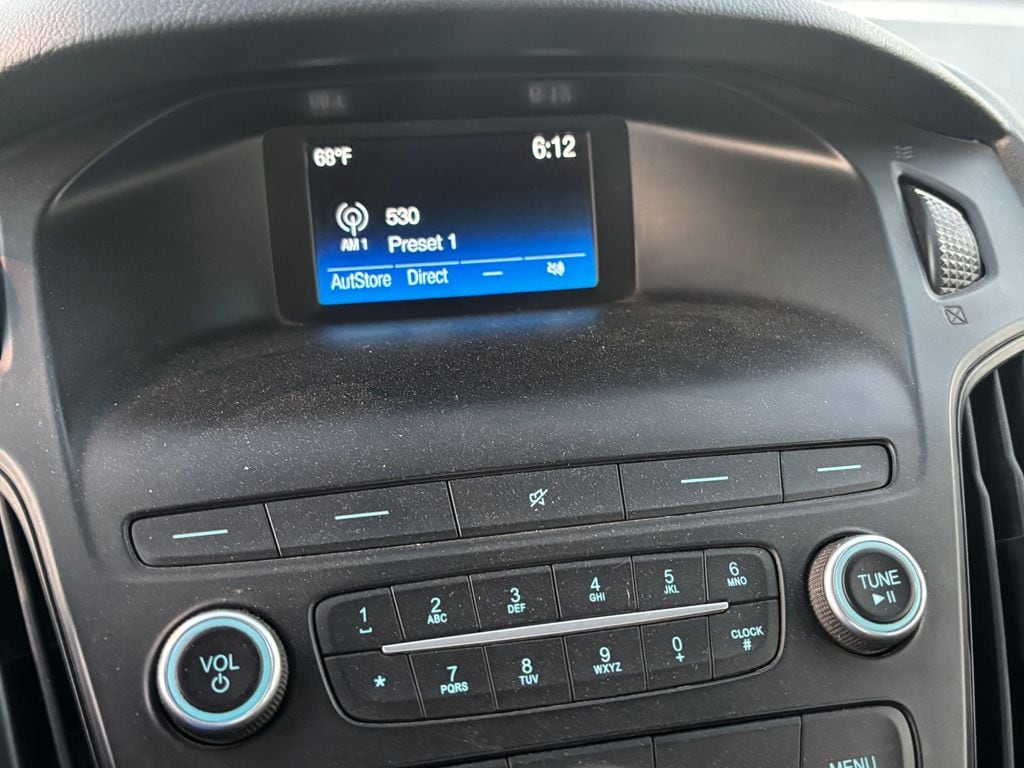 68°F 6:12
530
AM 1 Preset 1
AutStore Direct —
1 2 ABC 3 DEF 4 GHI 5 JKL 6 MNO
* 7 PQRS 8 TUV 9 WXYZ 0 + CLOCK #
VOL
TUNE
MENU